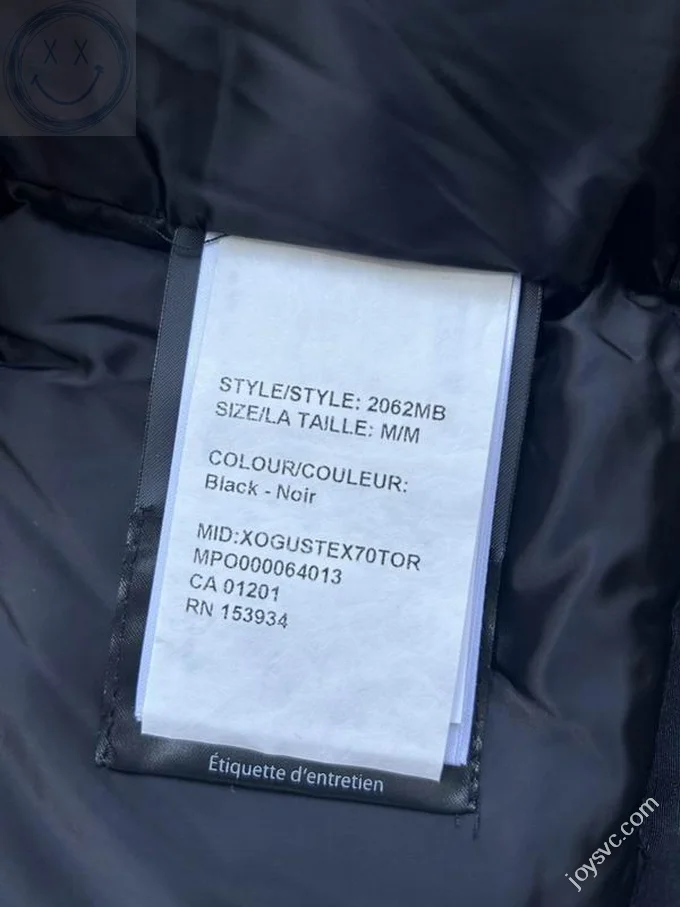 STYLE/STYLE: 2062MB
SIZE/LA TAILLE: M/M
COLOUR/COULEUR:
Black - Noir
MID:XOGUSTEX70TOR
MPO000064013
CA 01201
RN 153934
Étiquette d'entretien
joysvc.com